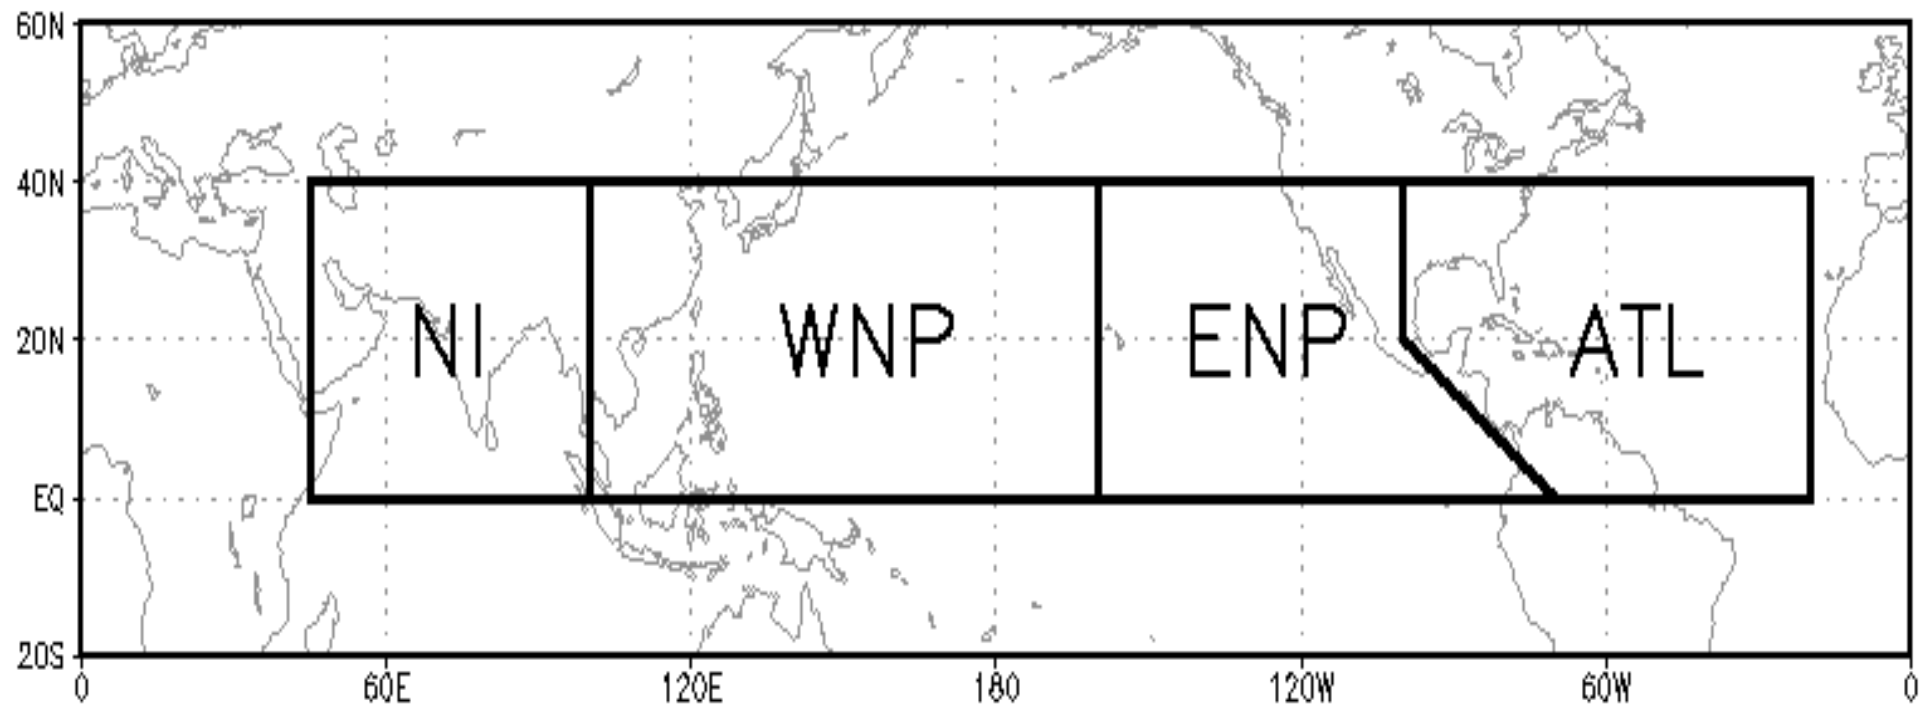 60N
40N
NI WNP ENP ATL
20N
EQ
20S
0 60E 120E 180 120W 60W 0